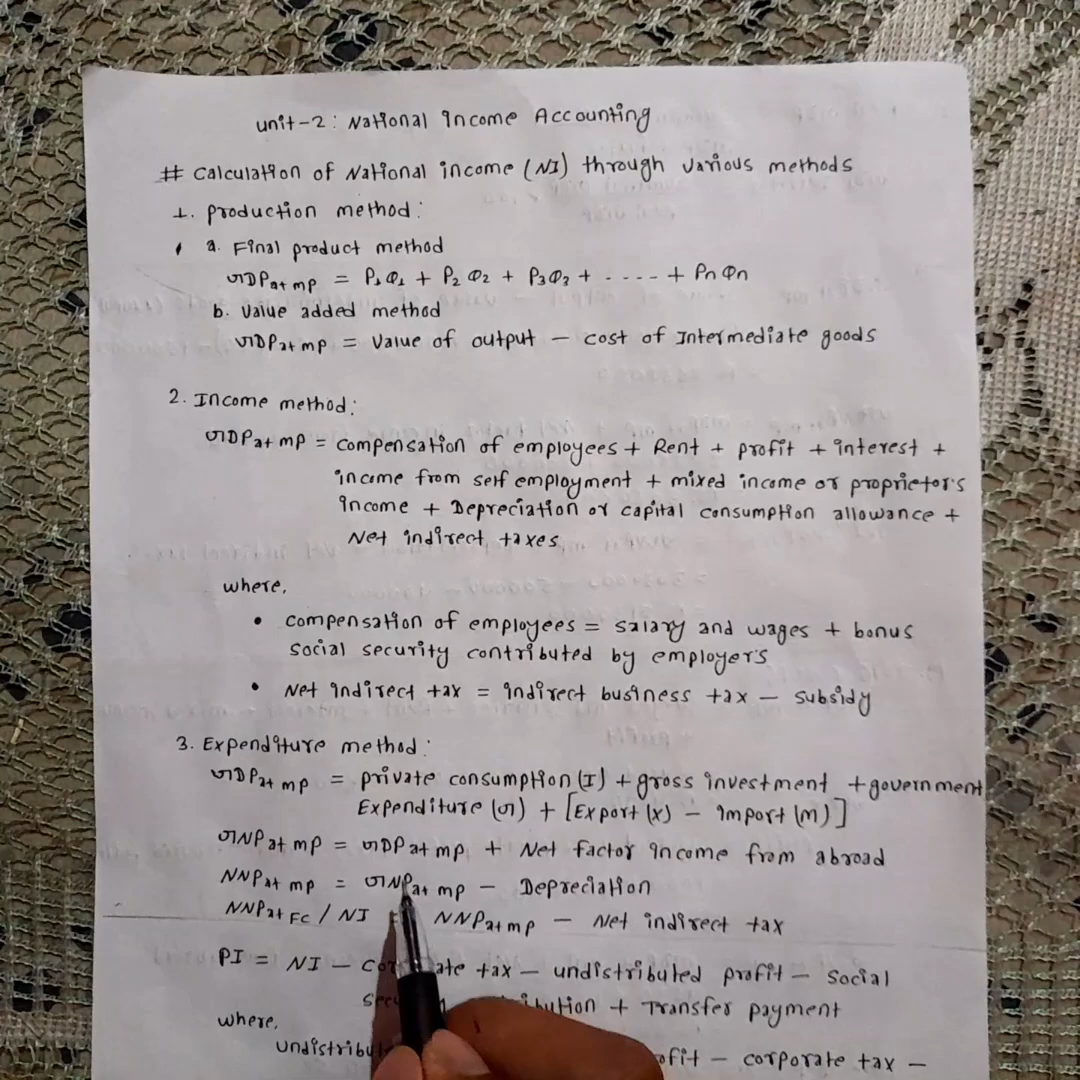 unit-2: National Income Accounting
# Calculation of National income (NI) through various methods
1. production method:
a. Final product method
GDPat mp = P1Q1 + P2Q2 + P3Q3 + ---- + PnQn
b. value added method
GDPat mp = value of output - cost of Intermediate goods
2. Income method:
GDPat mp = compensation of employees + Rent + profit + interest +
income from self employment + mixed income or proprietor's
income + Depreciation or capital consumption allowance +
Net indirect taxes
where,
• compensation of employees = salary and wages + bonus
social security contributed by employers
• Net indirect tax = indirect business tax - subsidy
3. Expenditure method:
GDPat mp = private consumption (I) + gross investment + government
Expenditure (G) + [Export (X) - Import (M)]
GNPat mp = GDPat mp + Net factor income from abroad
NNPat mp = GNPat mp - Depreciation
NNPat FC / NI = NNPat mp - Net indirect tax
PI = NI - tax - undistributed profit - social
+ Transfer payment
where,
- corporate tax -